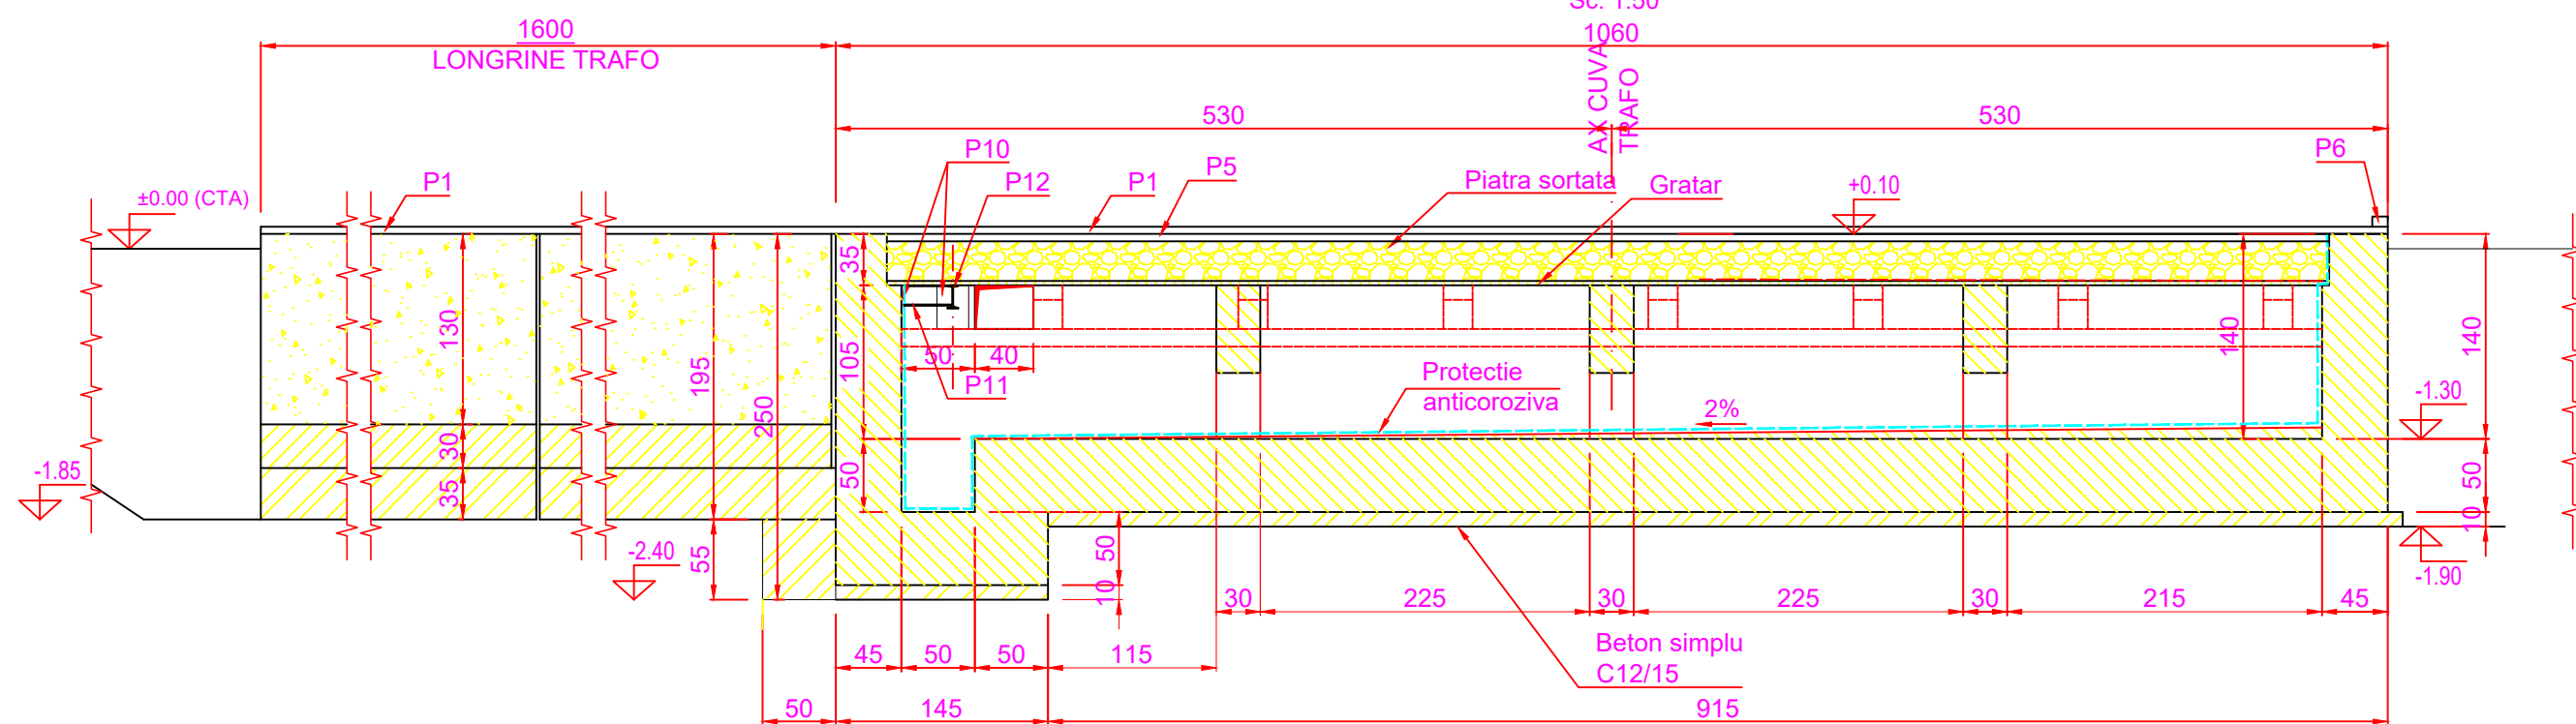 Sc. 1:50
1600
LONGRINE TRAFO
1060
AX CUVA
TRAFO
530
530
P10
P12
P1
P5
P6
P1
±0.00 (CTA)
Piatra sortata
Gratar
+0.10
35
130
195
250
105
50
40
P11
Protectie
anticoroziva
2%
140
140
-1.30
-1.85
30
35
50
50
10
-2.40
55
50
10
-1.90
30
225
30
225
30
215
45
45
50
50
115
Beton simplu
C12/15
50
145
915